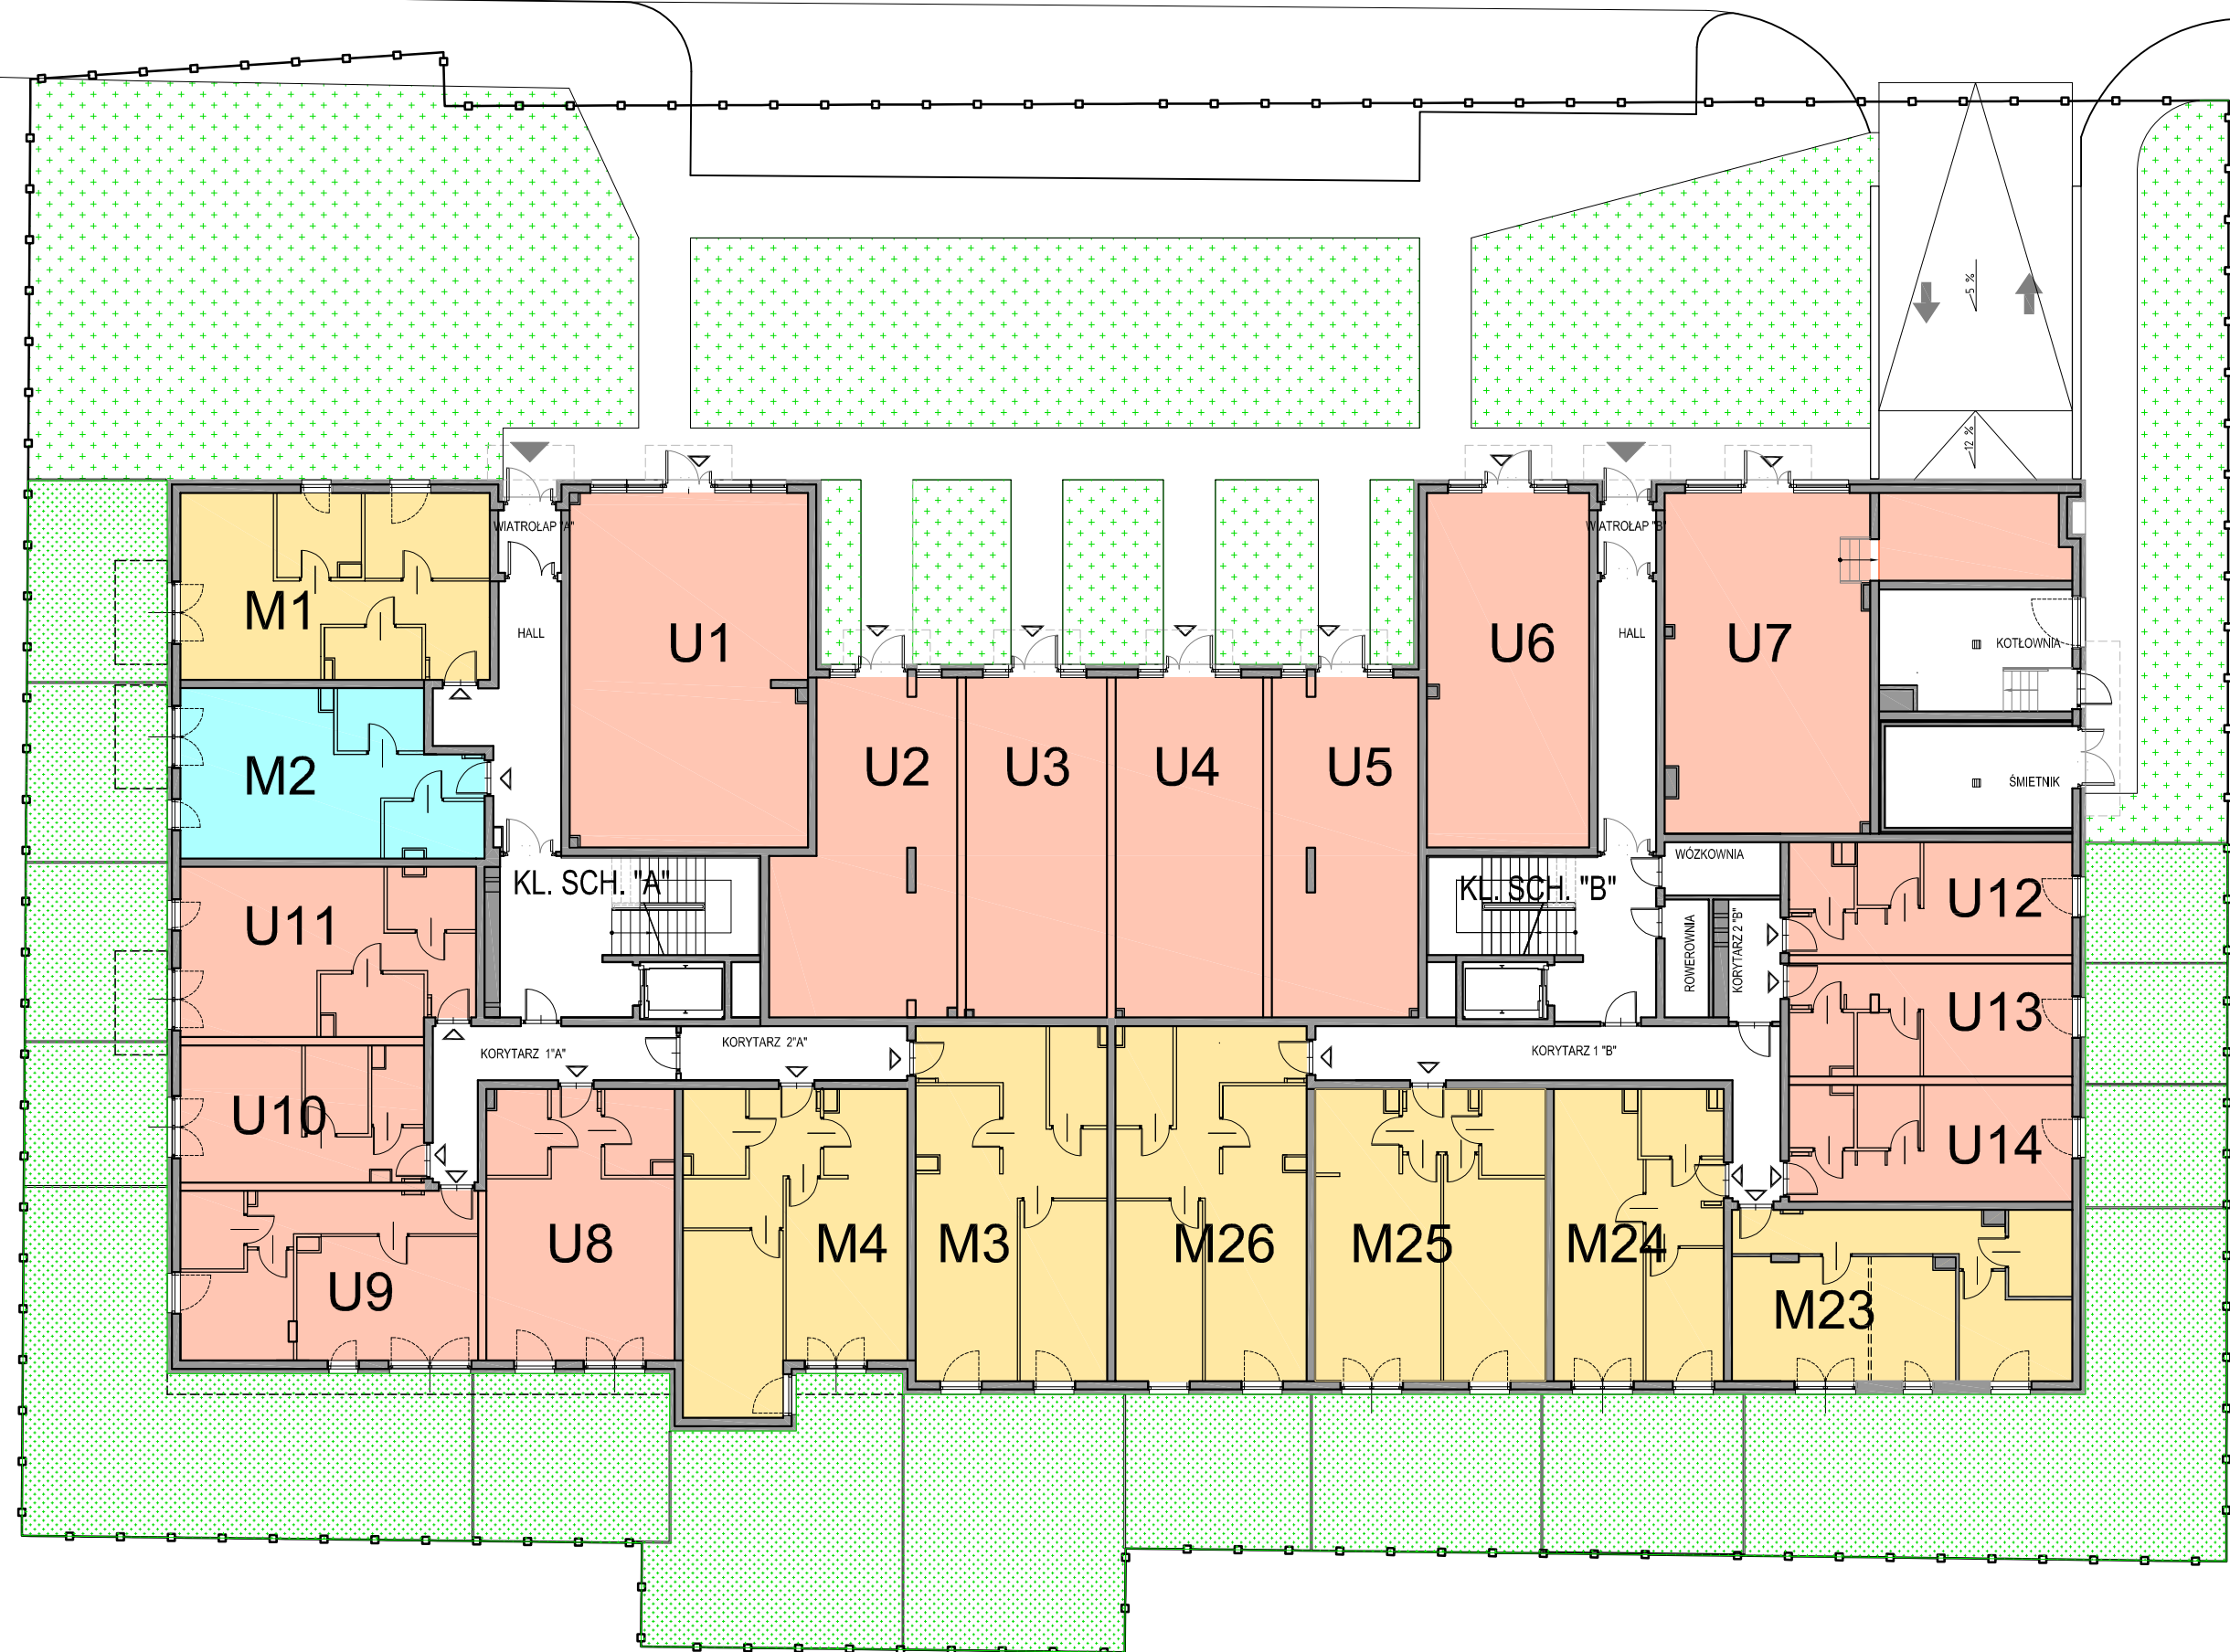 5 %
12 %
WIATROŁAP "A"
WIATROŁAP "B"
M1
HALL
U1
U6
HALL
U7
KOTŁOWNIA
M2
U2
U3
U4
U5
ŚMIETNIK
WÓZKOWNIA
KL. SCH. "A"
KL. SCH. "B"
U11
U12
ROWEROWNIA
KORYTARZ 2 "B"
U13
KORYTARZ 1"A"
KORYTARZ 2"A"
KORYTARZ 1 "B"
U10
U14
U8
M4
M3
M26
M25
M24
U9
M23